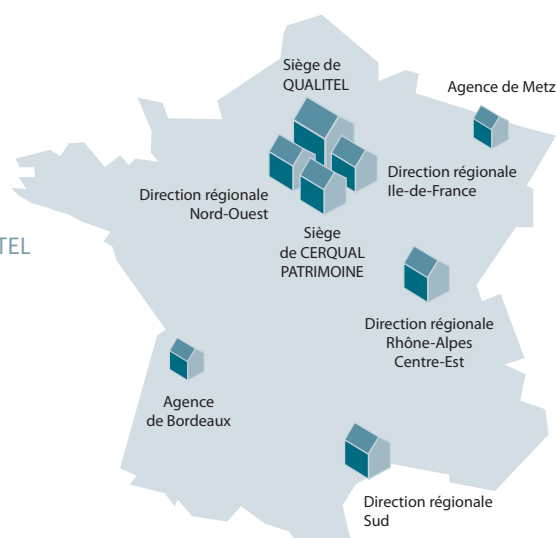 Siège de
QUALITEL
Agence de Metz
Direction régionale
Ile-de-France
Direction régionale
Nord-Ouest
Siège
de CERQUAL
PATRIMOINE
TEL
Direction régionale
Rhône-Alpes
Centre-Est
Agence
de Bordeaux
Direction régionale
Sud